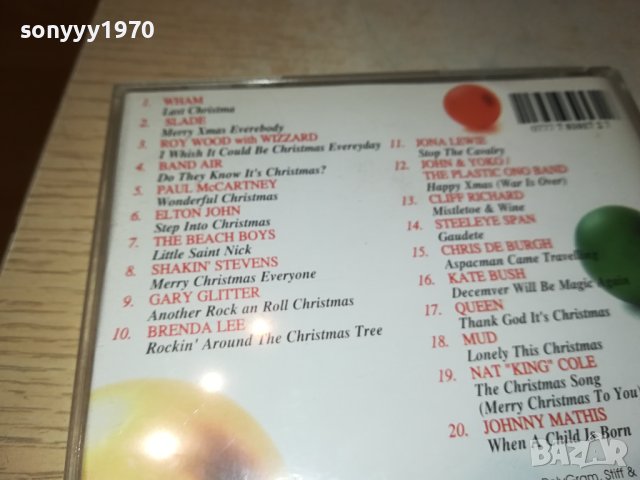 sonyyy1970
1. WHAM
Last Christma
2. SLADE
Merry Xmas Everebody
3. ROY WOOD with WIZZARD
I Whish It Could Be Christmas Evereyday
4. BAND AIR
Do They Know It's Christmas?
5. PAUL McCARTNEY
Wonderful Christmas
6. ELTON JOHN
Step Into Christmas
7. THE BEACH BOYS
Little Saint Nick
8. SHAKIN' STEVENS
Merry Christmas Everyone
9. GARY GLITTER
Another Rock an Roll Christmas
10. BRENDA LEE
Rockin' Around The Christmas Tree
11. JONA LEWIE
Stop The Cavalry
12. JOHN & YOKO /
THE PLASTIC ONG BAND
Happy Xmas (War Is Over)
13. CLIFF RICHARD
Mistletoe & Wine
14. STEELEYE SPAN
Gaudete
15. CHRIS DE BURGH
Aspacman Came Travelling
16. KATE BUSH
Decemver Will Be Magic Again
17. QUEEN
Thank God It's Christmas
18. MUD
Lonely This Christmas
19. NAT "KING" COLE
The Christmas Song
(Merry Christmas To You)
20. JOHNNY MATHIS
When A Child Is Born
PolyGram, Stiff &
BAZAR